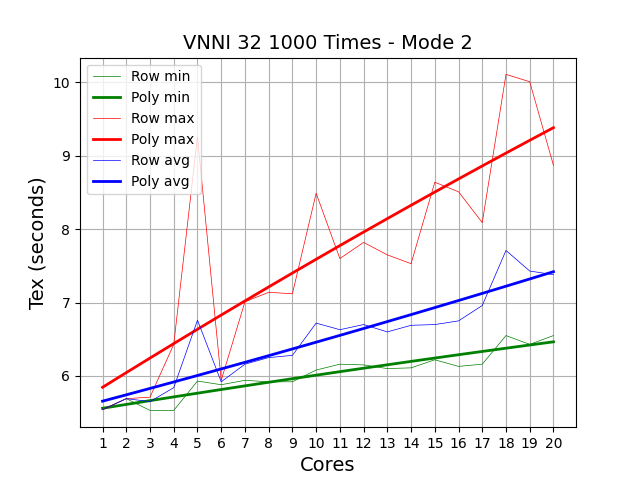 VNNI 32 1000 Times - Mode 2
Row min
Poly min
Row max
Poly max
Row avg
Poly avg
Tex (seconds)
10
9
8
7
6
1 2 3 4 5 6 7 8 9 10 11 12 13 14 15 16 17 18 19 20
Cores